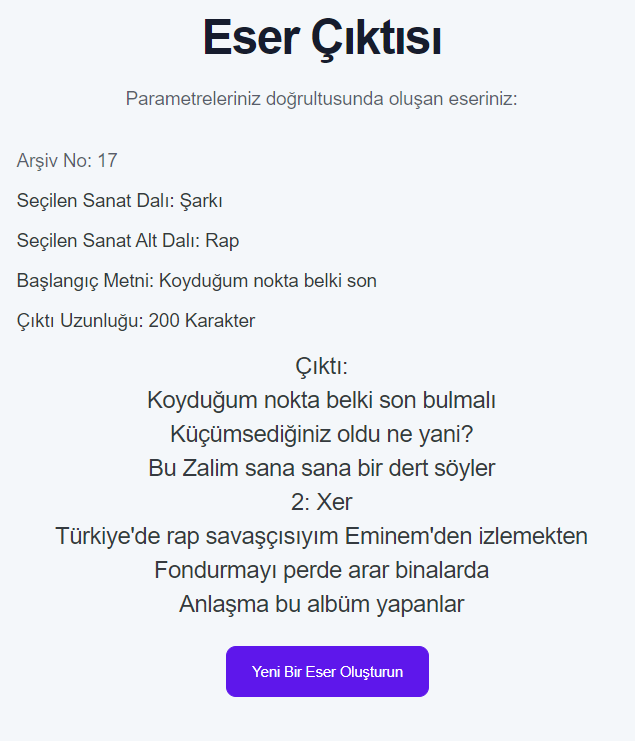 Eser Çıktısı
Parametreleriniz doğrultusunda oluşan eseriniz:
Arşiv No: 17
Seçilen Sanat Dalı: Şarkı
Seçilen Sanat Alt Dalı: Rap
Başlangıç Metni: Koyduğum nokta belki son
Çıktı Uzunluğu: 200 Karakter
Çıktı:
Koyduğum nokta belki son bulmalı
Küçümsediğiniz oldu ne yani?
Bu Zalim sana sana bir dert söyler
2: Xer
Türkiye'de rap savaşçısıyım Eminem'den izlemekten
Fondurmayı perde arar binalarda
Anlaşma bu albüm yapanlar
Yeni Bir Eser Oluşturun